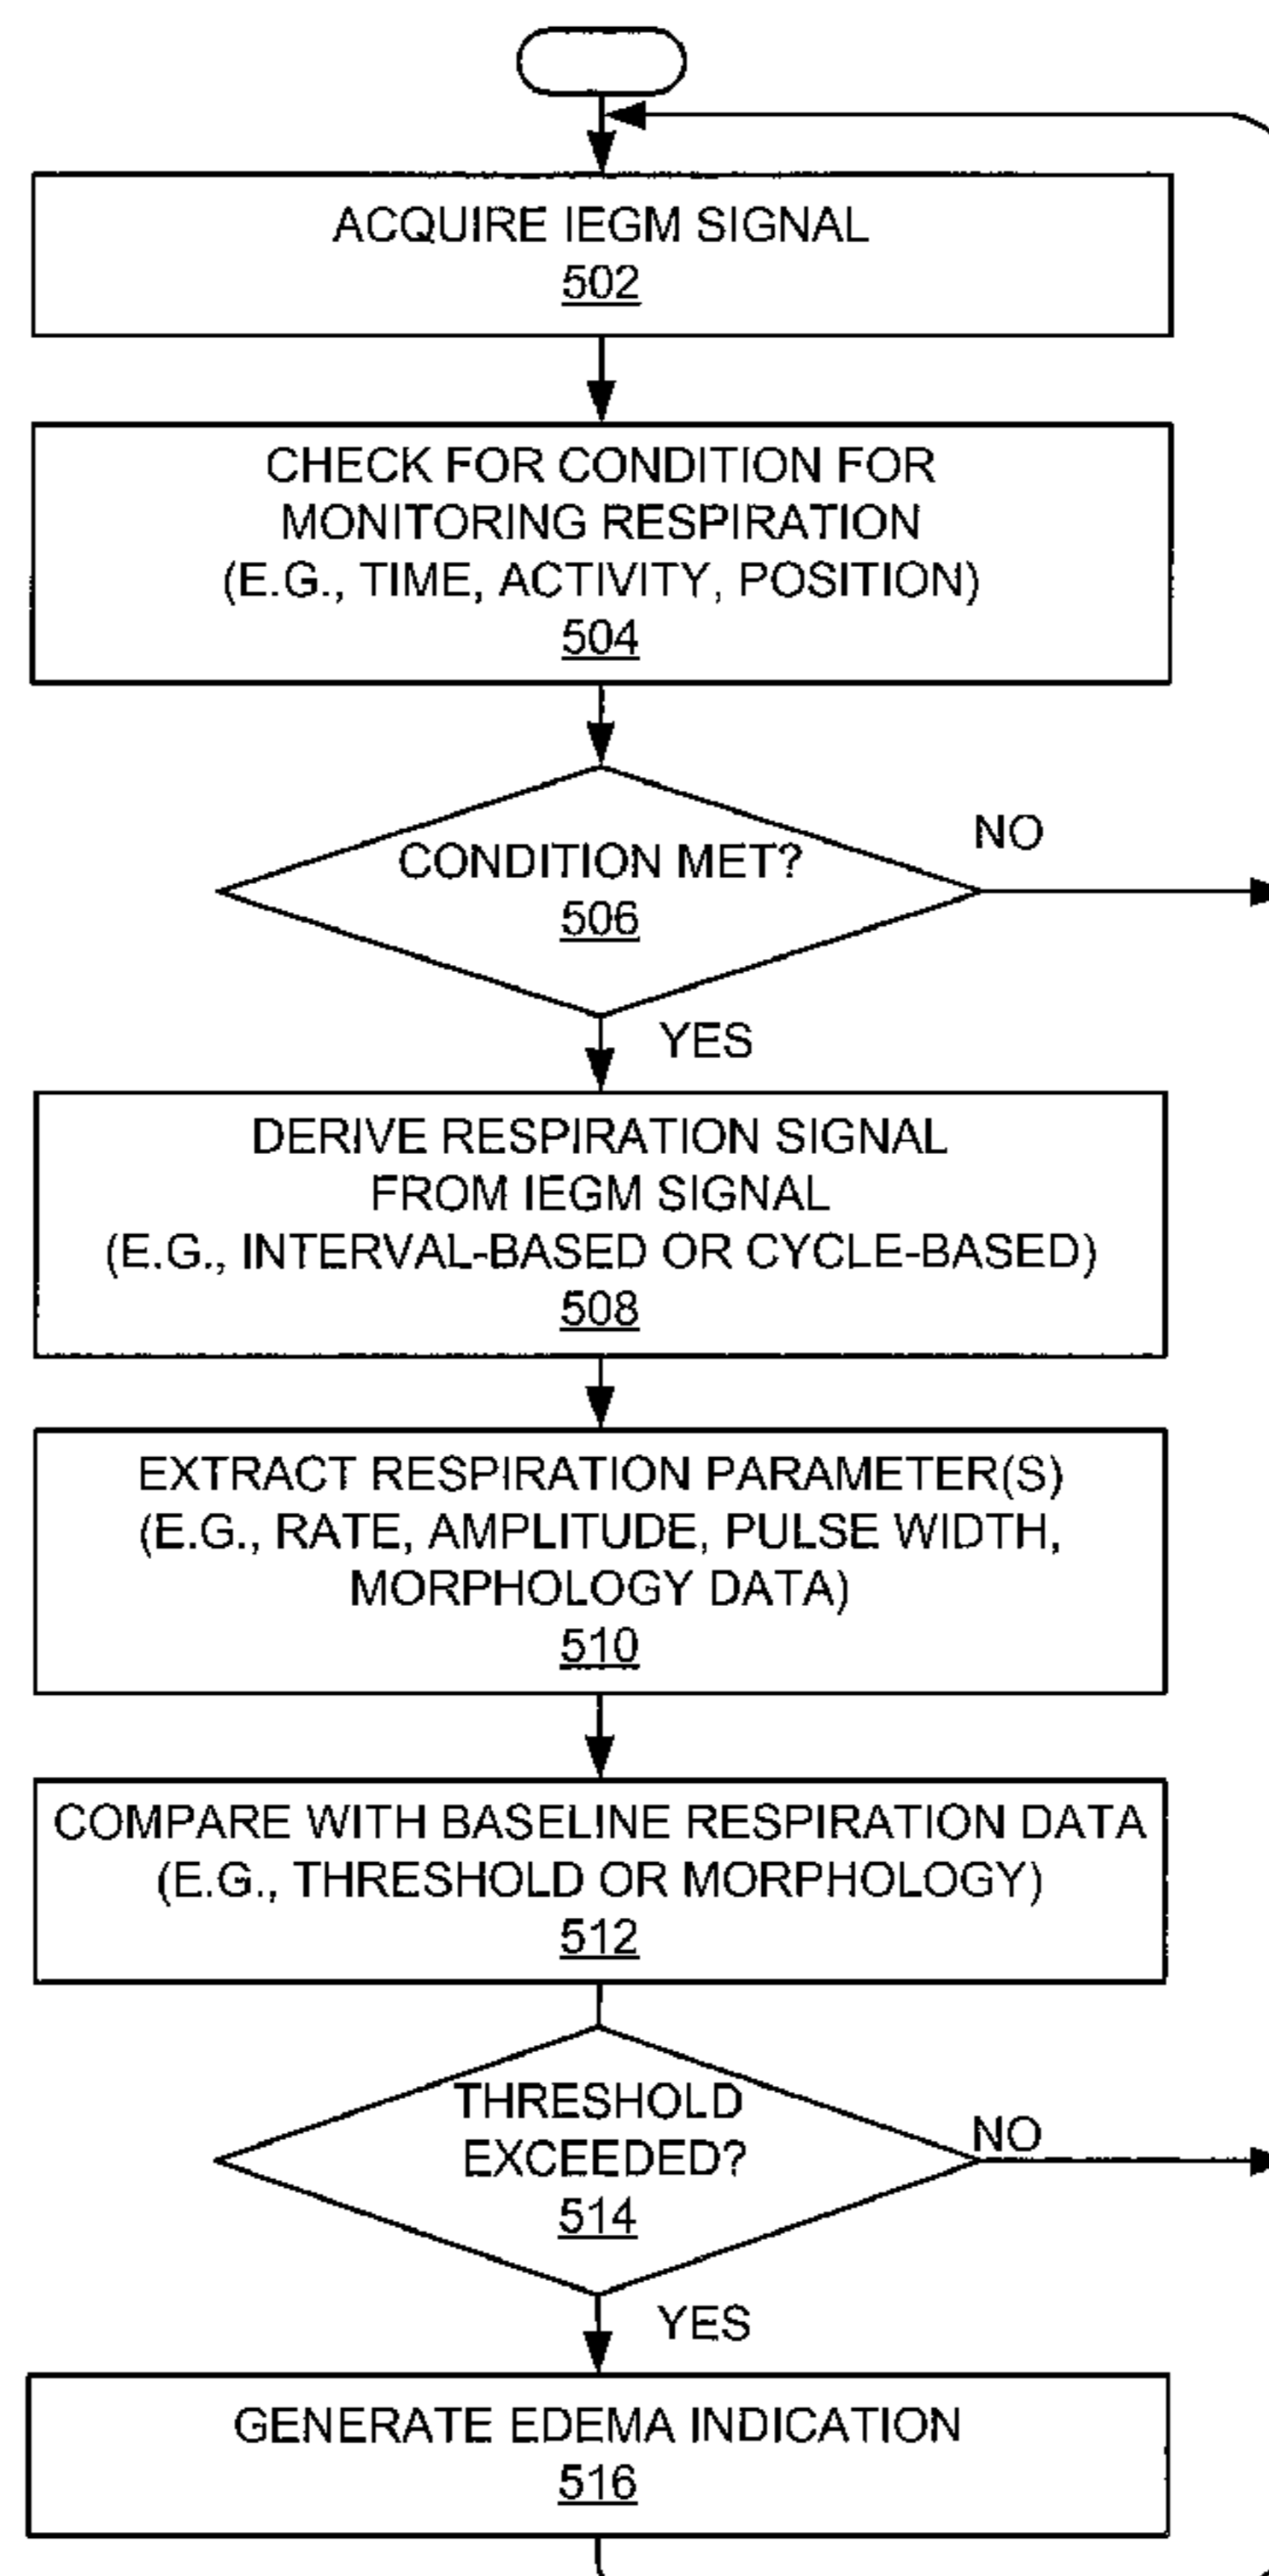 ACQUIRE IEGM SIGNAL
502
CHECK FOR CONDITION FOR
MONITORING RESPIRATION
(E.G., TIME, ACTIVITY, POSITION)
504
CONDITION MET?
506
NO
YES
DERIVE RESPIRATION SIGNAL
FROM IEGM SIGNAL
(E.G., INTERVAL-BASED OR CYCLE-BASED)
508
EXTRACT RESPIRATION PARAMETER(S)
(E.G., RATE, AMPLITUDE, PULSE WIDTH,
MORPHOLOGY DATA)
510
COMPARE WITH BASELINE RESPIRATION DATA
(E.G., THRESHOLD OR MORPHOLOGY)
512
THRESHOLD
EXCEEDED?
514
NO
YES
GENERATE EDEMA INDICATION
516